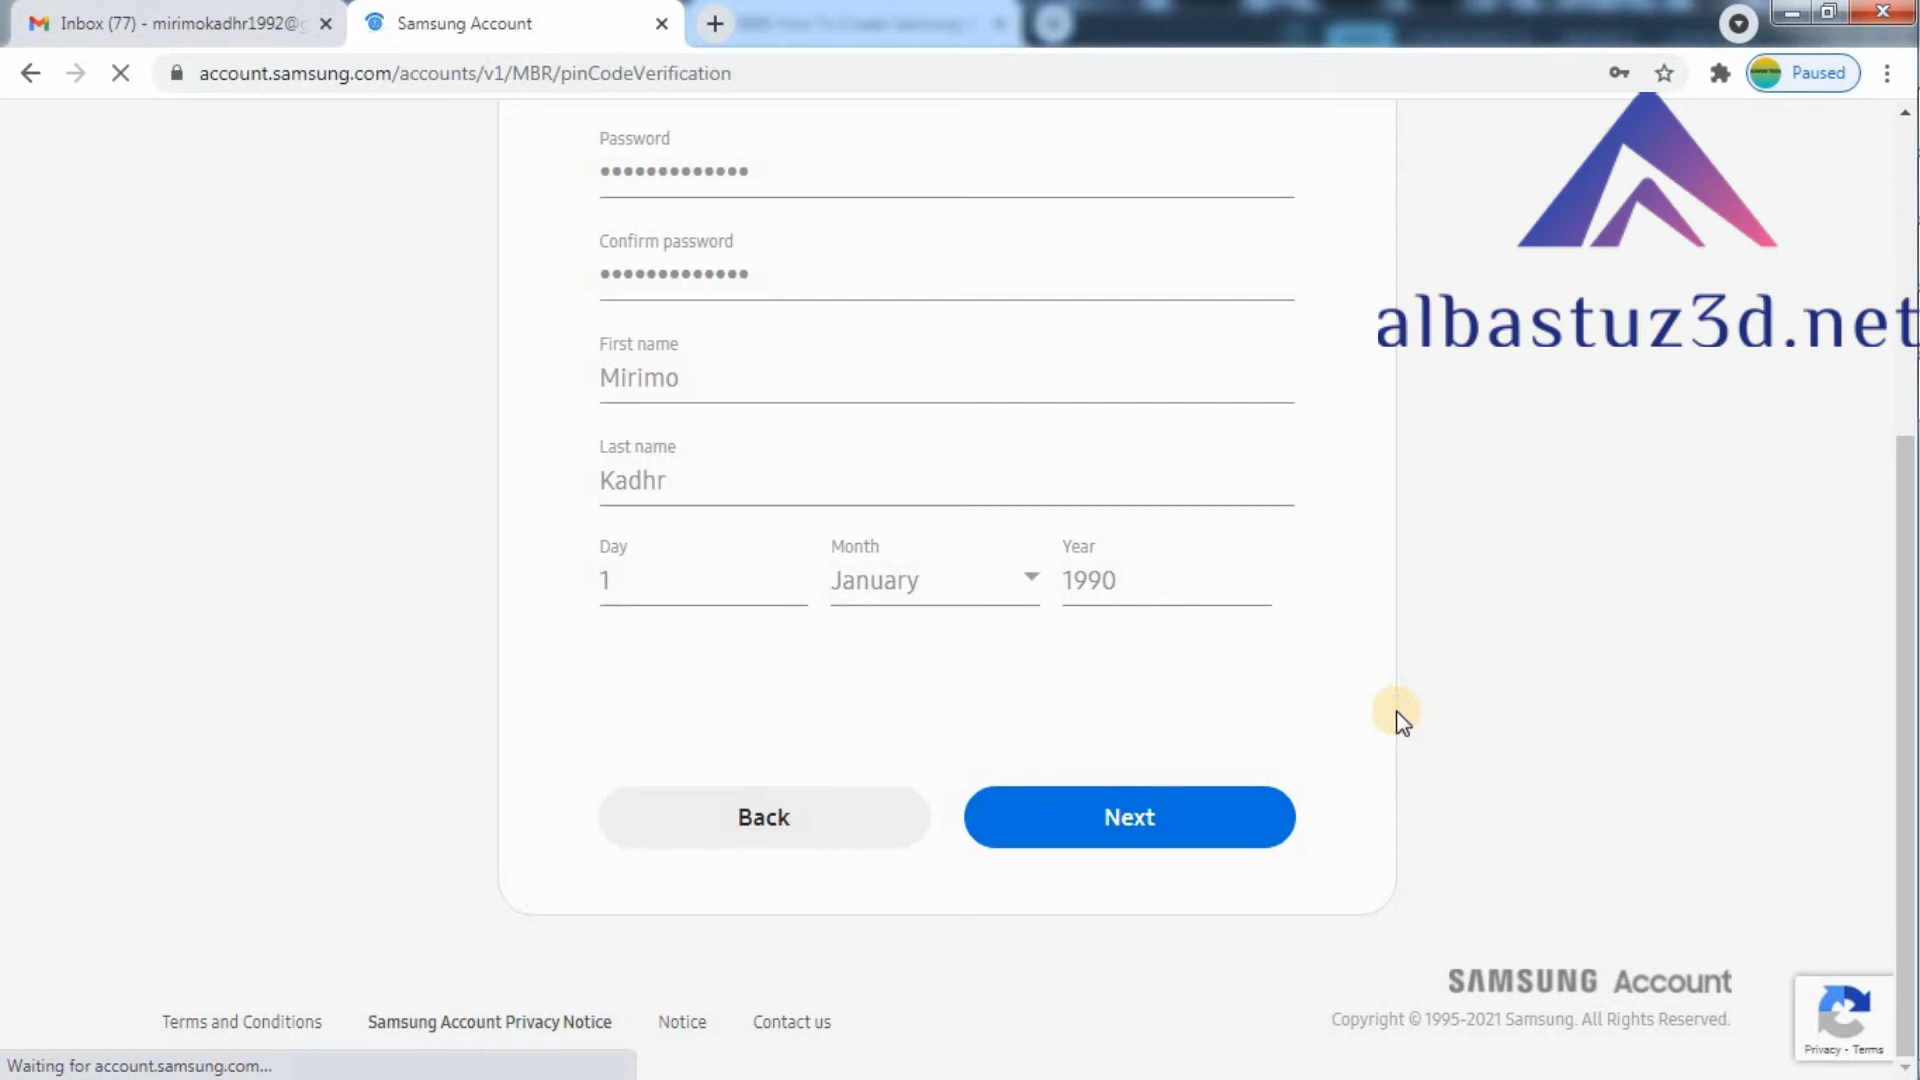 Inbox (77) - mirimokadhr1992@g
Samsung Account
account.samsung.com/accounts/v1/MBR/pinCodeVerification
Paused
albastuz3d.net
Password
Confirm password
First name
Mirimo
Last name
Kadhr
Day
Month
Year
1
January
1990
Back
Next
SAMSUNG Account
Copyright © 1995-2021 Samsung. All Rights Reserved.
Terms and Conditions
Samsung Account Privacy Notice
Notice
Contact us
Privacy - Terms
Waiting for account.samsung.com...